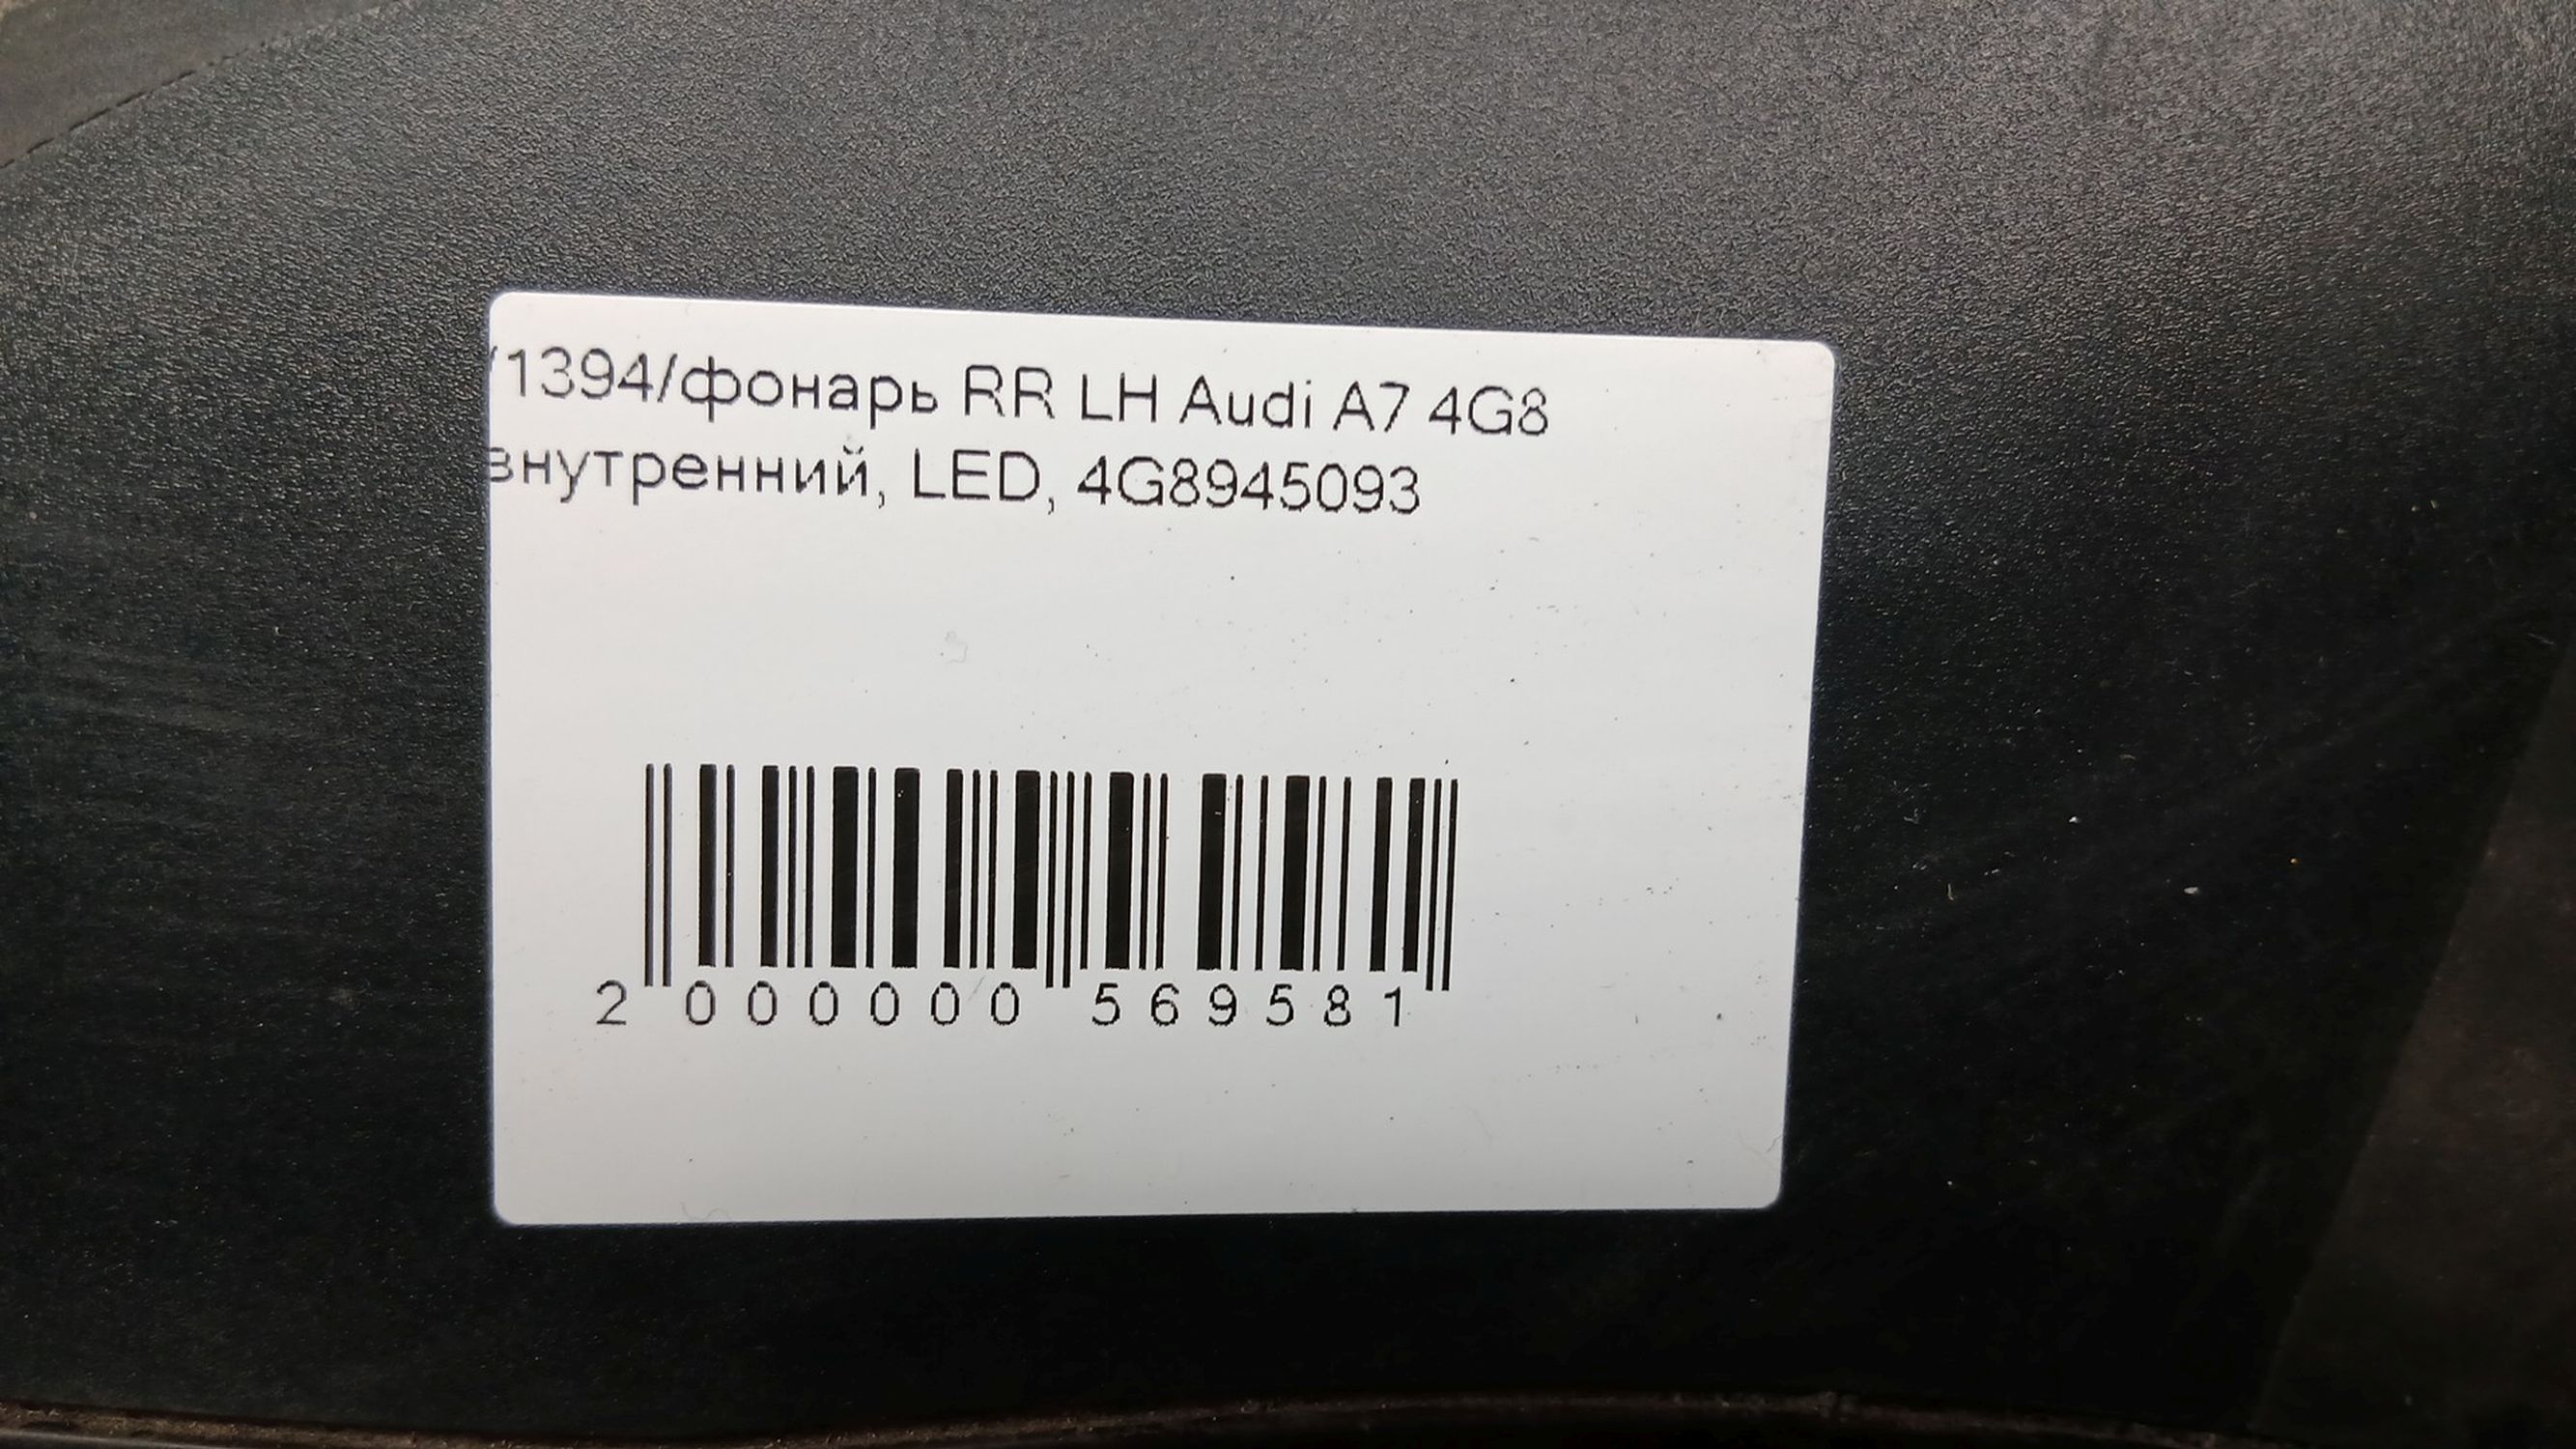 /1394/фонарь RR LH Audi A7 4G8
внутренний, LED, 4G8945093
2 000000 569581